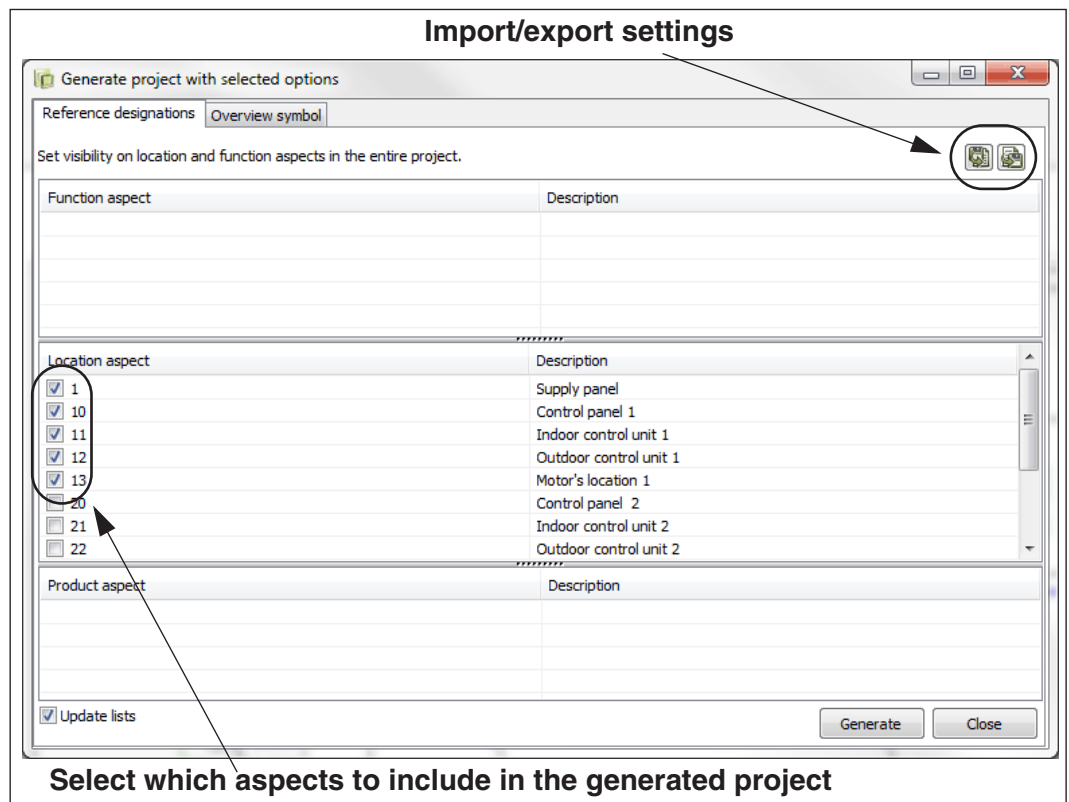 Import/export settings
Generate project with selected options
Reference designations Overview symbol
Set visibility on location and function aspects in the entire project.
Function aspect Description
Location aspect Description
1 Supply panel
10 Control panel 1
11 Indoor control unit 1
12 Outdoor control unit 1
13 Motor's location 1
20 Control panel 2
21 Indoor control unit 2
22 Outdoor control unit 2
Product aspect Description
Update lists Generate Close
Select which aspects to include in the generated project